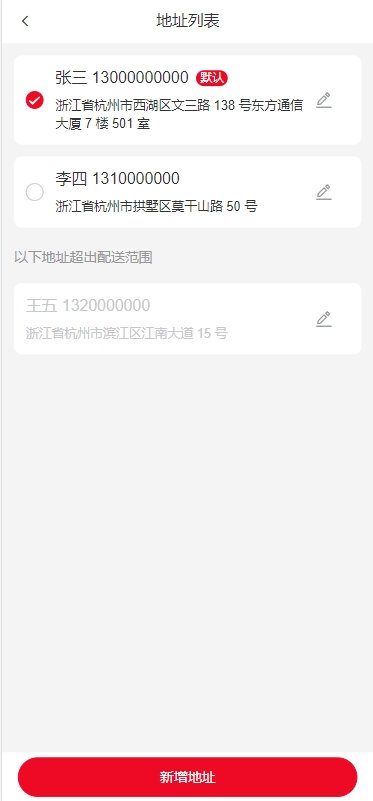 地址列表
张三 13000000000 默认
浙江省杭州市西湖区文三路 138 号东方通信
大厦 7 楼 501 室
李四 1310000000
浙江省杭州市拱墅区莫干山路 50 号
以下地址超出配送范围
王五 1320000000
浙江省杭州市滨江区江南大道 15 号
新增地址